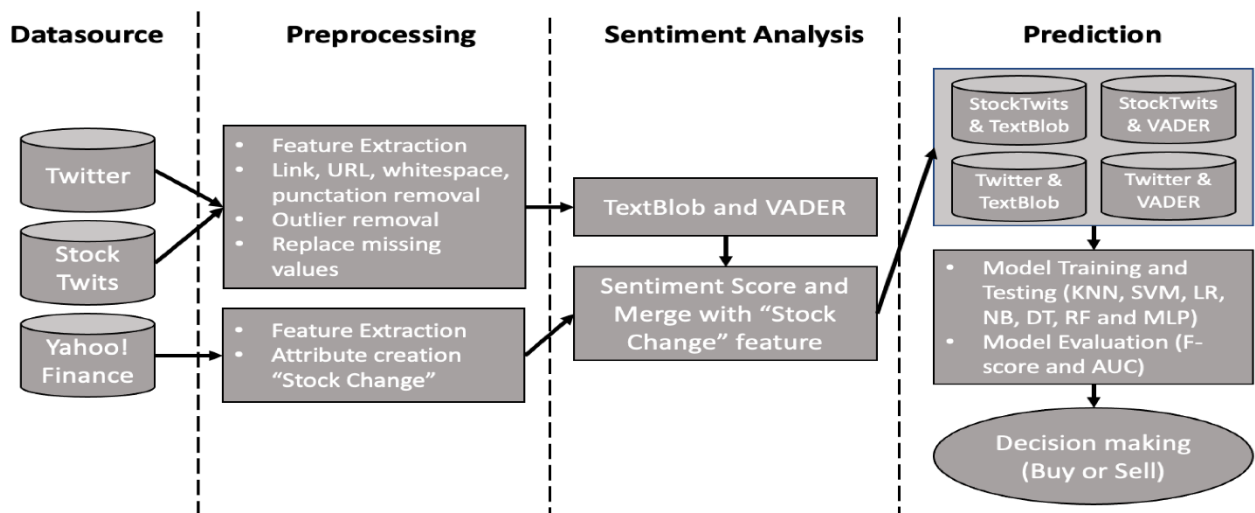 Datasource
Preprocessing
Sentiment Analysis
Prediction
Twitter
Stock
Twits
Yahoo!
Finance
• Feature Extraction
• Link, URL, whitespace,
punctation removal
• Outlier removal
• Replace missing
values
• Feature Extraction
• Attribute creation
“Stock Change”
TextBlob and VADER
Sentiment Score and
Merge with “Stock
Change” feature
StockTwits
& TextBlob
StockTwits
& VADER
Twitter &
TextBlob
Twitter &
VADER
• Model Training and
Testing (KNN, SVM, LR,
NB, DT, RF and MLP)
• Model Evaluation (F-
score and AUC)
Decision making
(Buy or Sell)